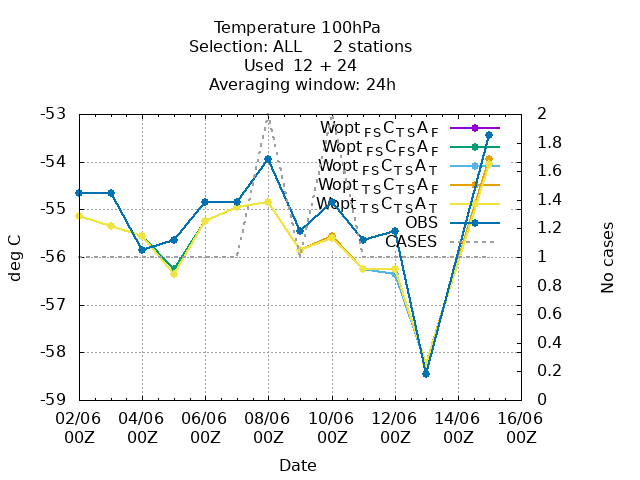 Temperature 100hPa
Selection: ALL 2 stations
Used 12 + 24
Averaging window: 24h
-53
-54
-55
-56
-57
-58
-59
deg C
2
1.8
1.6
1.4
1.2
1
0.8
0.6
0.4
0.2
0
No cases
Wopt FS C TS A F
Wopt FS C FS A F
Wopt FS C TS A T
Wopt TS C TS A F
Wopt TS C TS A T
OBS
CASES
02/06 04/06 06/06 08/06 10/06 12/06 14/06 16/06
00Z 00Z 00Z 00Z 00Z 00Z 00Z 00Z
Date